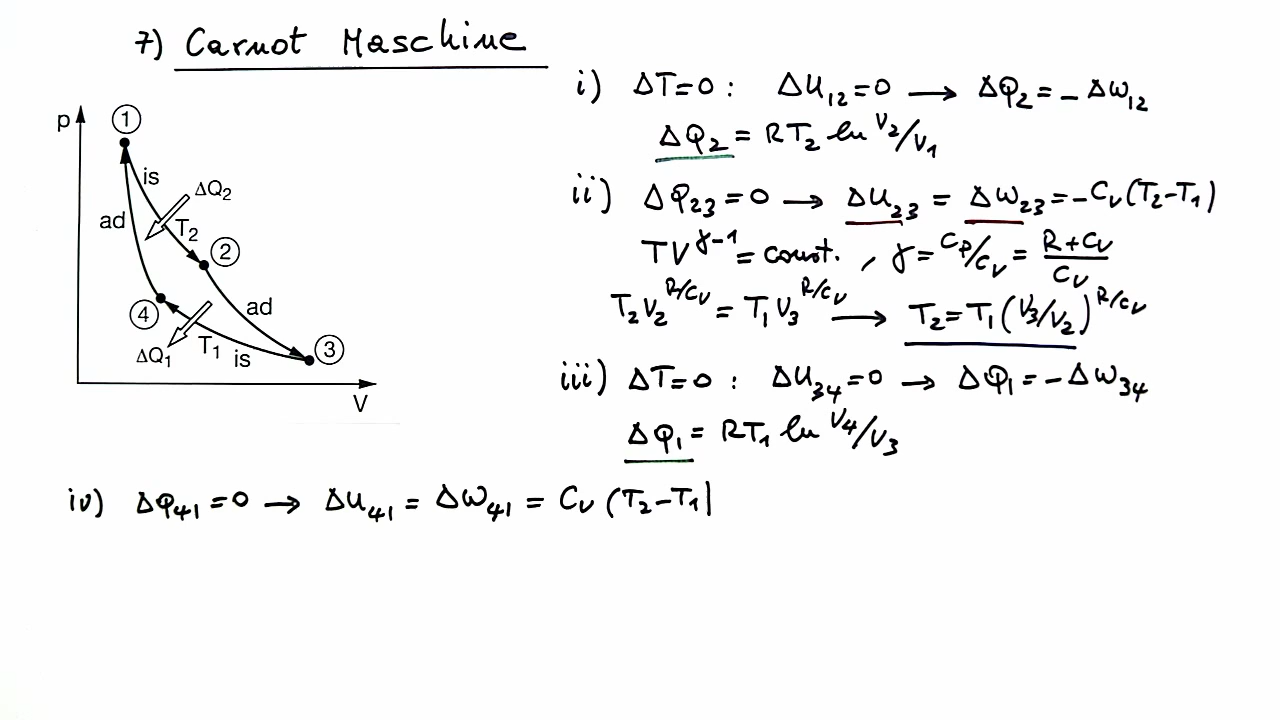 7) Carnot Maschine
p
①
is
ΔQ₂
ad
T₂
②
④
ad
ΔQ₁
T₁
is
③
V
i) ΔT=0 : ΔU₁₂=0 ⟶ ΔQ₂ = − ΔW₁₂
ΔQ₂ = RT₂ ln V₂/V₁
ii) ΔQ₂₃ = 0 ⟶ ΔU₂₃ = ΔW₂₃ = −Cᵥ(T₂−T₁)
TV^γ−1 = const. , γ = Cp/Cv = R+Cv/Cv
T₂V₂^R/Cv = T₁V₃^R/Cv ⟶ T₂=T₁(V₃/V₂)^R/Cv
iii) ΔT=0 : ΔU₃₄=0 → ΔQ₁ = − ΔW₃₄
ΔQ₁ = RT₁ ln V₄/V₃
iv) ΔQ₄₁ = 0 → ΔU₄₁ = ΔW₄₁ = Cᵥ (T₂−T₁)